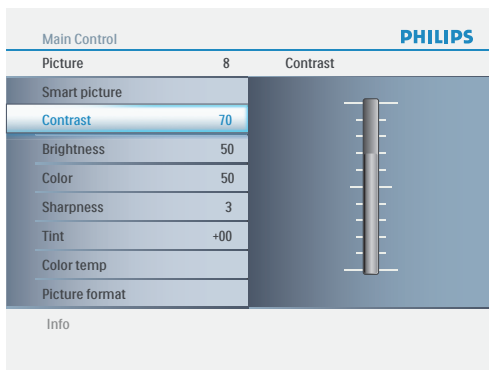 Main Control
PHILIPS
Picture 8 Contrast
Smart picture
Contrast 70
Brightness 50
Color 50
Sharpness 3
Tint +00
Color temp
Picture format
Info